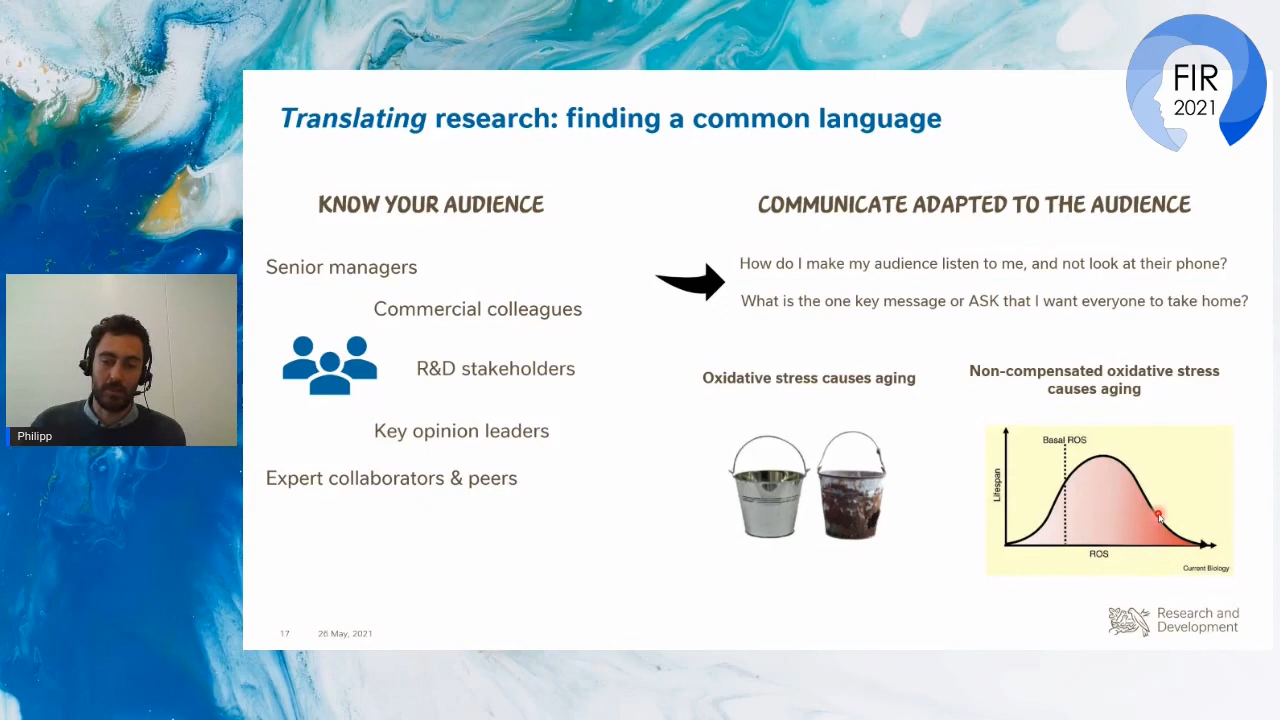 FIR
2021
Translating research: finding a common language
KNOW YOUR AUDIENCE
Senior managers
Commercial colleagues
R&D stakeholders
Key opinion leaders
Expert collaborators & peers
COMMUNICATE ADAPTED TO THE AUDIENCE
How do I make my audience listen to me, and not look at their phone?
What is the one key message or ASK that I want everyone to take home?
Oxidative stress causes aging
Non-compensated oxidative stress
causes aging
Basal ROS
Lifespan
ROS
Current Biology
Philipp
17 26 May, 2021
Research and
Development